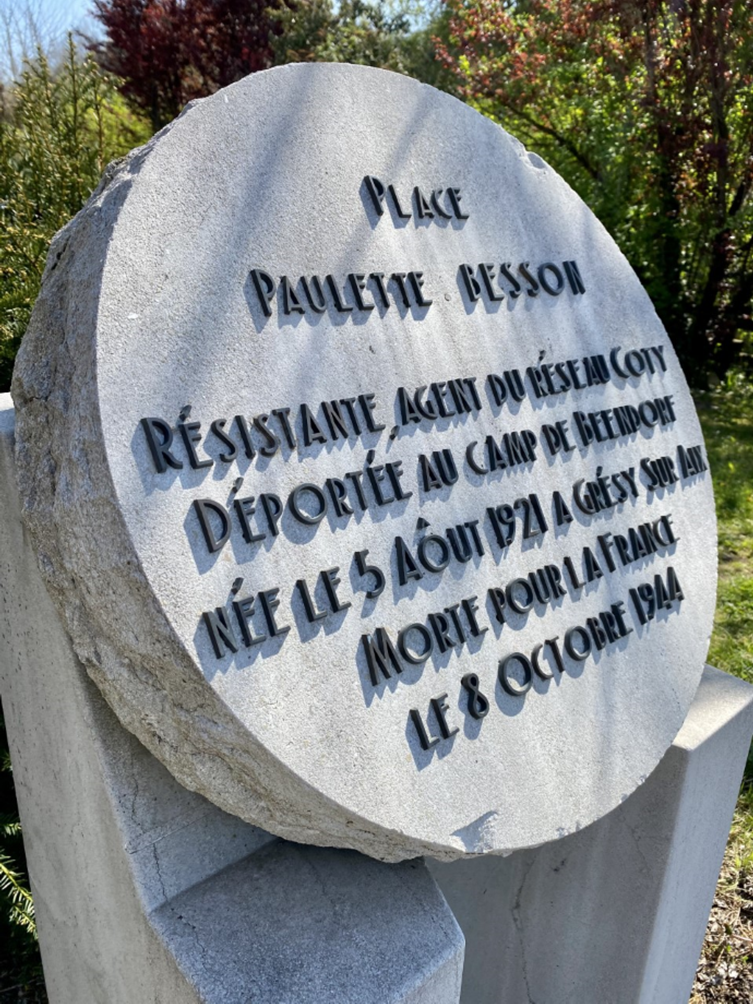 PLACE
PAULETTE BESSON
RÉSISTANTE, AGENT DU RÉSEAU COTY
DÉPORTÉE AU CAMP DE BEENDORF
NÉE LE 5 AÔUT 1921 A GRÉSY SUR AIX
MORTE POUR LA FRANCE
LE 8 OCTOBRE 1944